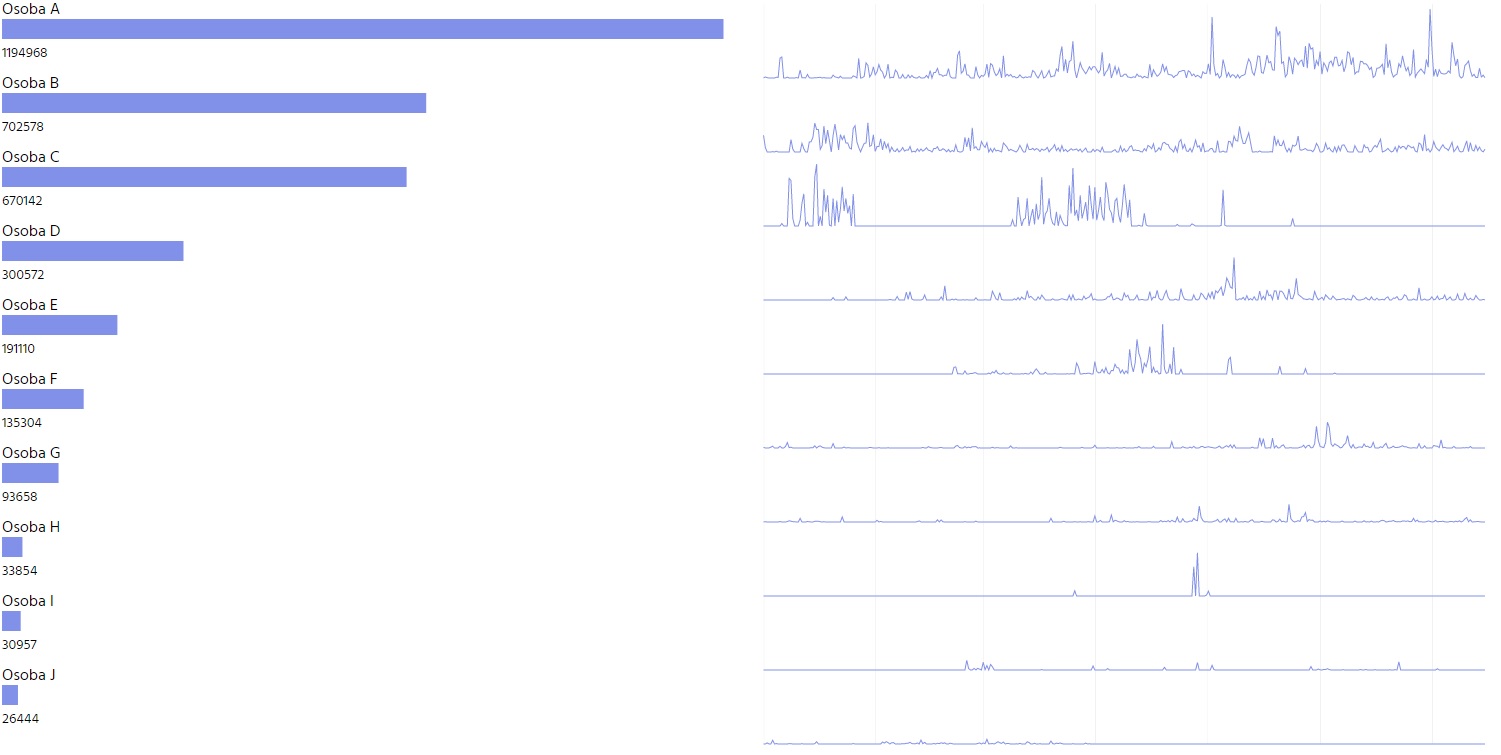 Osoba A
1194968
Osoba B
702578
Osoba C
670142
Osoba D
300572
Osoba E
191110
Osoba F
135304
Osoba G
93658
Osoba H
33854
Osoba I
30957
Osoba J
26444